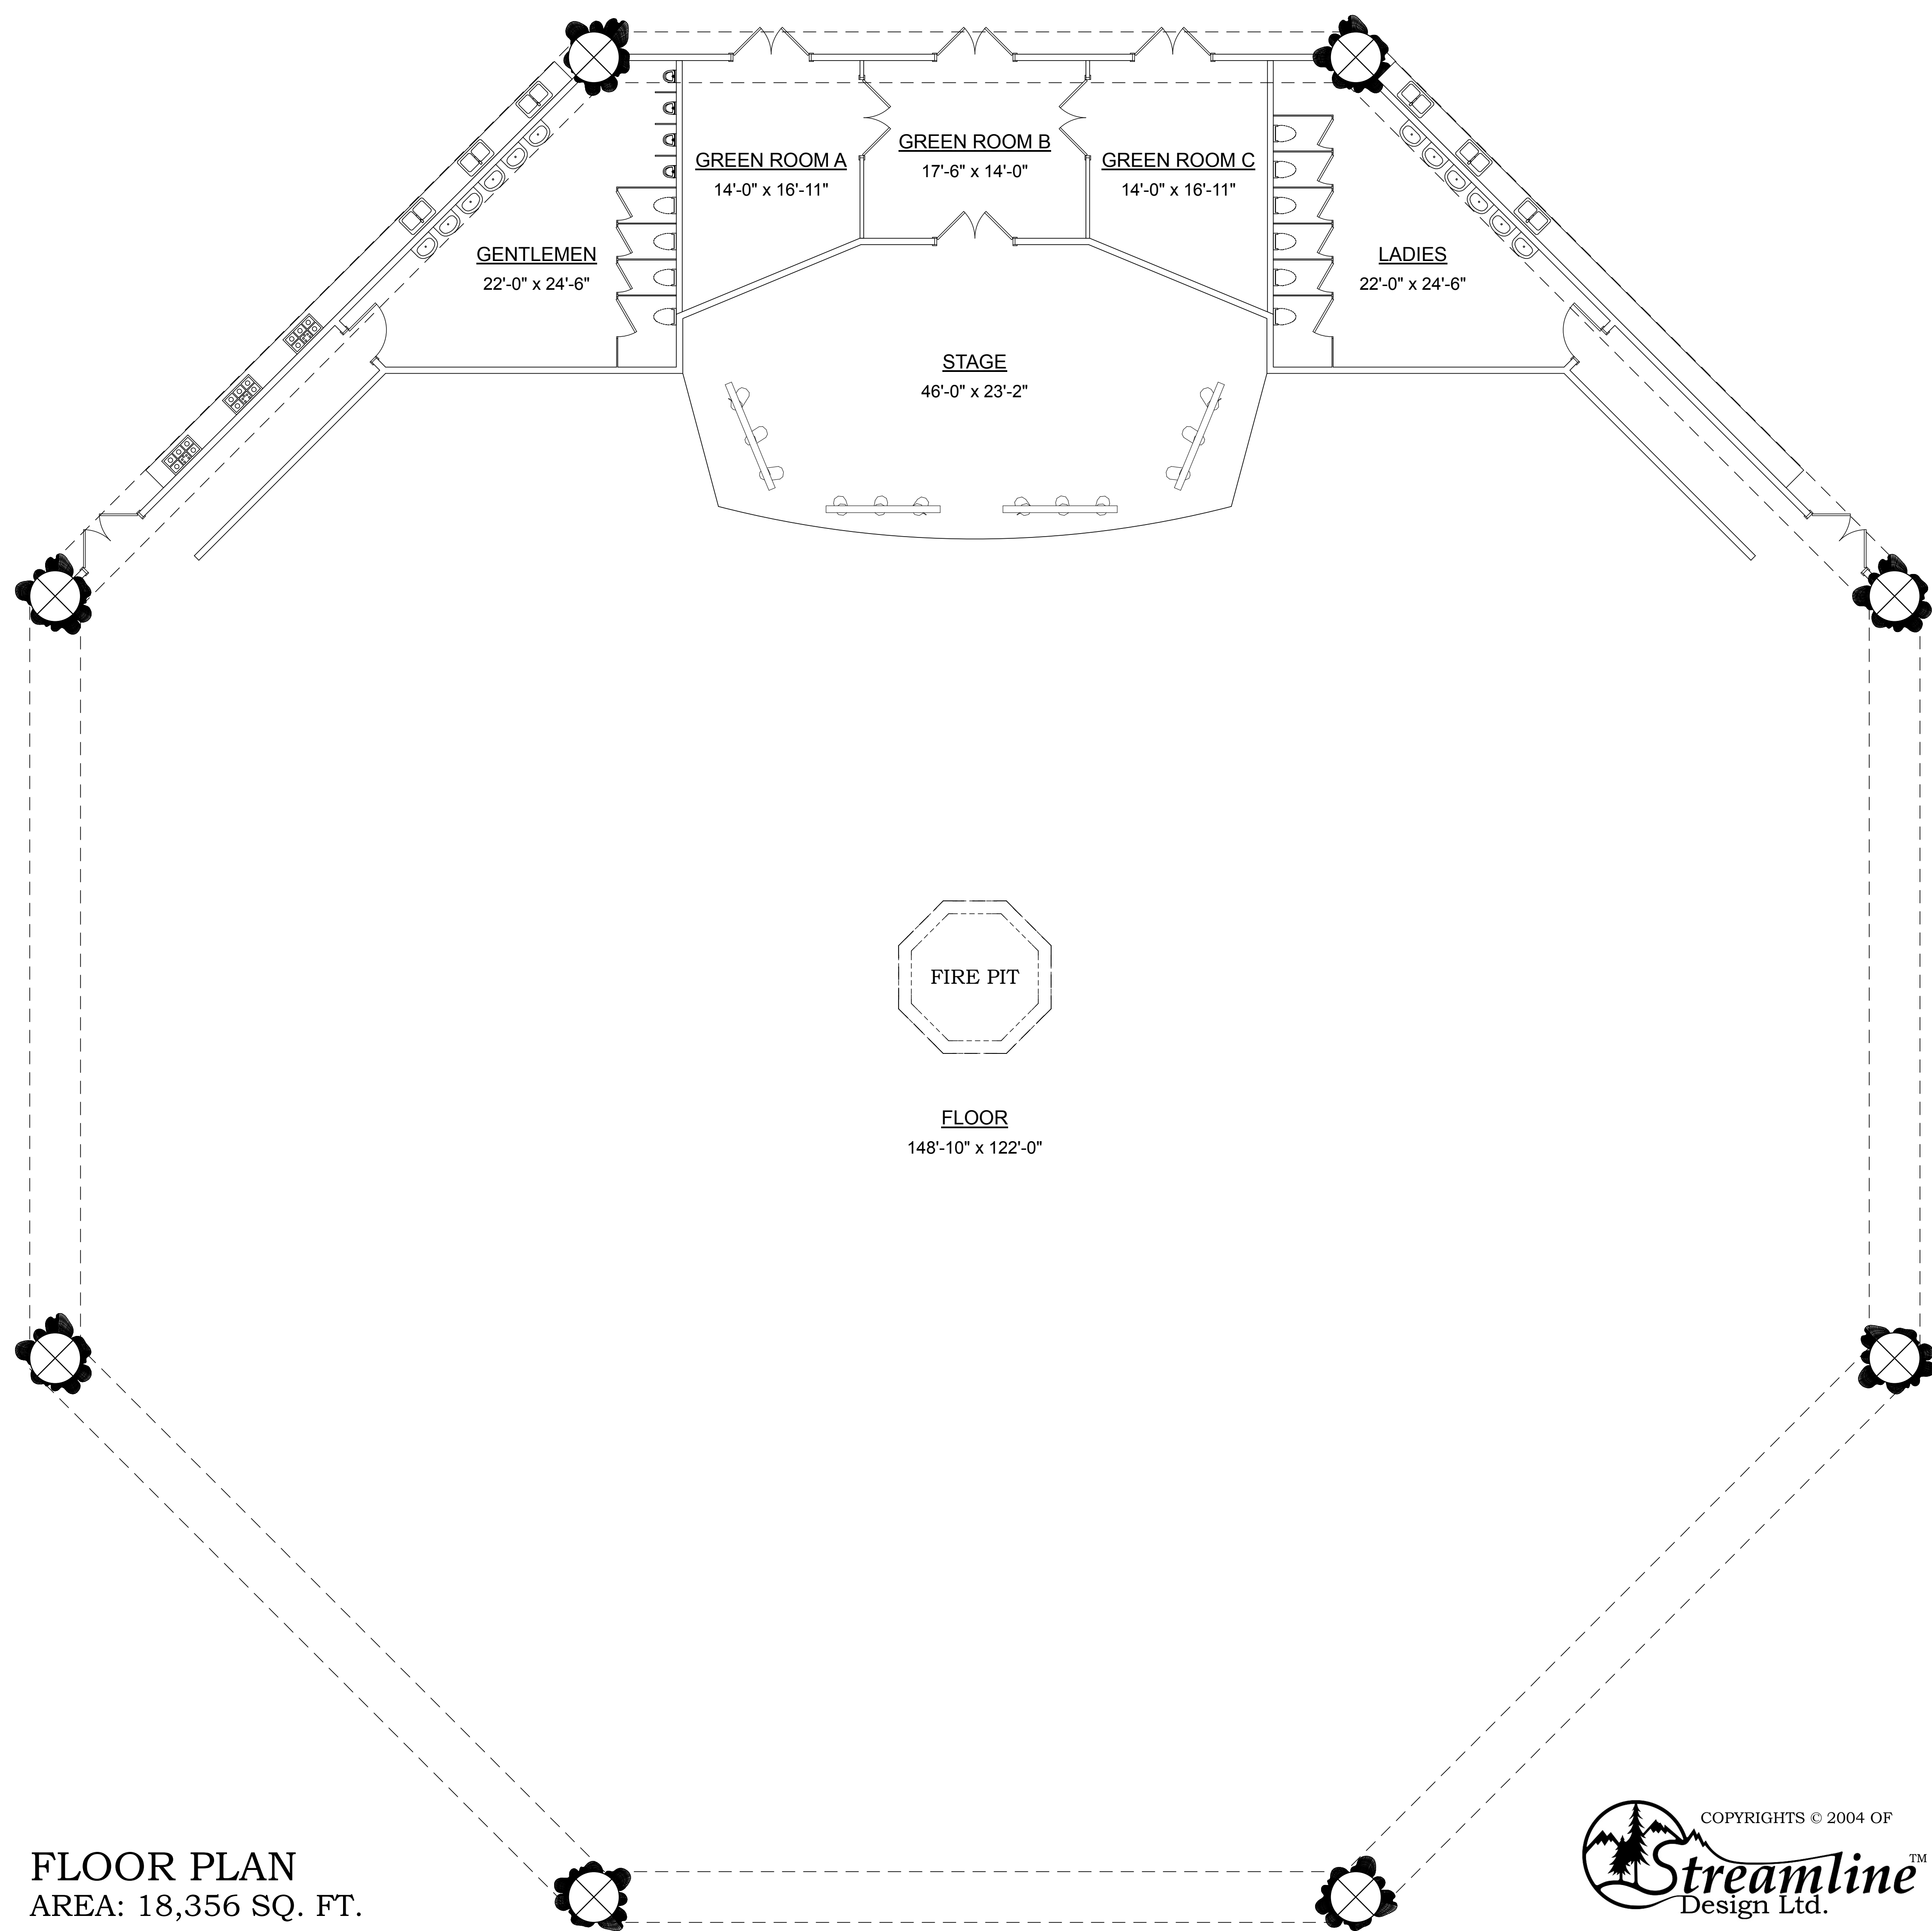 GREEN ROOM A
14'-0" x 16'-11"
GREEN ROOM B
17'-6" x 14'-0"
GREEN ROOM C
14'-0" x 16'-11"
GENTLEMEN
22'-0" x 24'-6"
LADIES
22'-0" x 24'-6"
STAGE
46'-0" x 23'-2"
FIRE PIT
FLOOR
148'-10" x 122'-0"
FLOOR PLAN
AREA: 18,356 SQ. FT.
COPYRIGHTS © 2004 OF
Streamline™
Design Ltd.